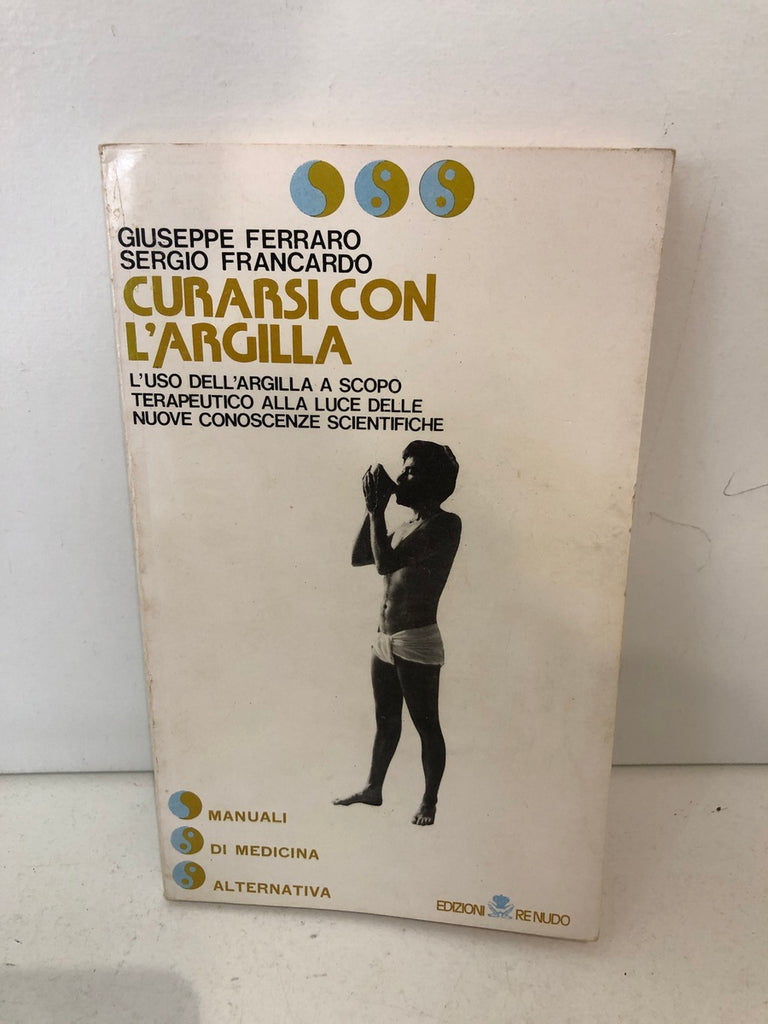 GIUSEPPE FERRARO
SERGIO FRANCARDO
CURARSI CON
L'ARGILLA
L'USO DELL'ARGILLA A SCOPO
TERAPEUTICO ALLA LUCE DELLE
NUOVE CONOSCENZE SCIENTIFICHE
MANUALI
DI MEDICINA
ALTERNATIVA
EDIZIONI RE NUDO